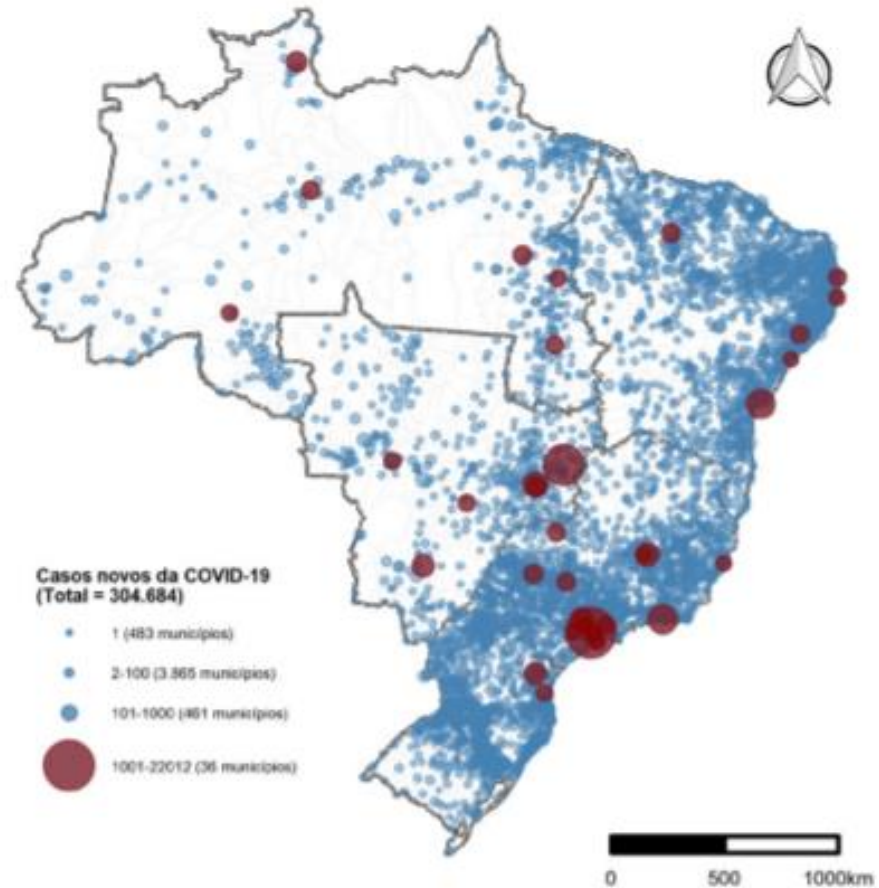 Casos novos da COVID-19
(Total = 304.684)
1 (483 municípios)
2-100 (3.865 municípios)
101-1000 (461 municípios)
1001-22012 (36 municípios)
0 500 1000km